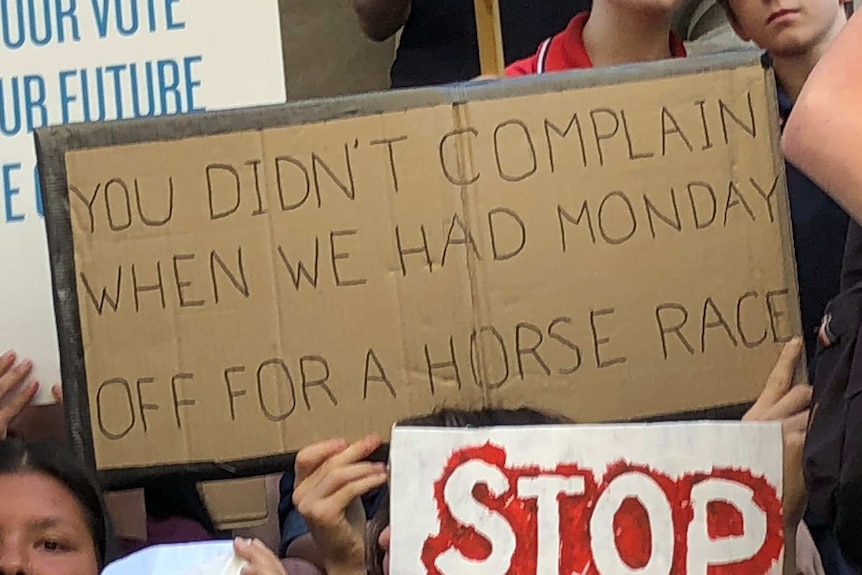 OUR VOTE
UR FUTURE
E
YOU DIDN'T COMPLAIN
WHEN WE HAD MONDAY
OFF FOR A HORSE RACE
STOP